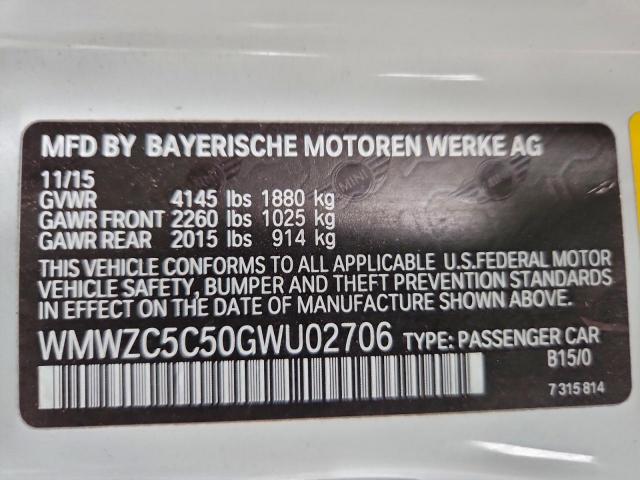 MFD BY BAYERISCHE MOTOREN WERKE AG
11/15
GVWR 4145 lbs 1880 kg
GAWR FRONT 2260 lbs 1025 kg
GAWR REAR 2015 lbs 914 kg
THIS VEHICLE CONFORMS TO ALL APPLICABLE U.S.FEDERAL MOTOR
VEHICLE SAFETY, BUMPER AND THEFT PREVENTION STANDARDS
IN EFFECT ON THE DATE OF MANUFACTURE SHOWN ABOVE.
WMWZC5C50GWU02706 TYPE: PASSENGER CAR
B15/0
7 315 814
MINI
MINI